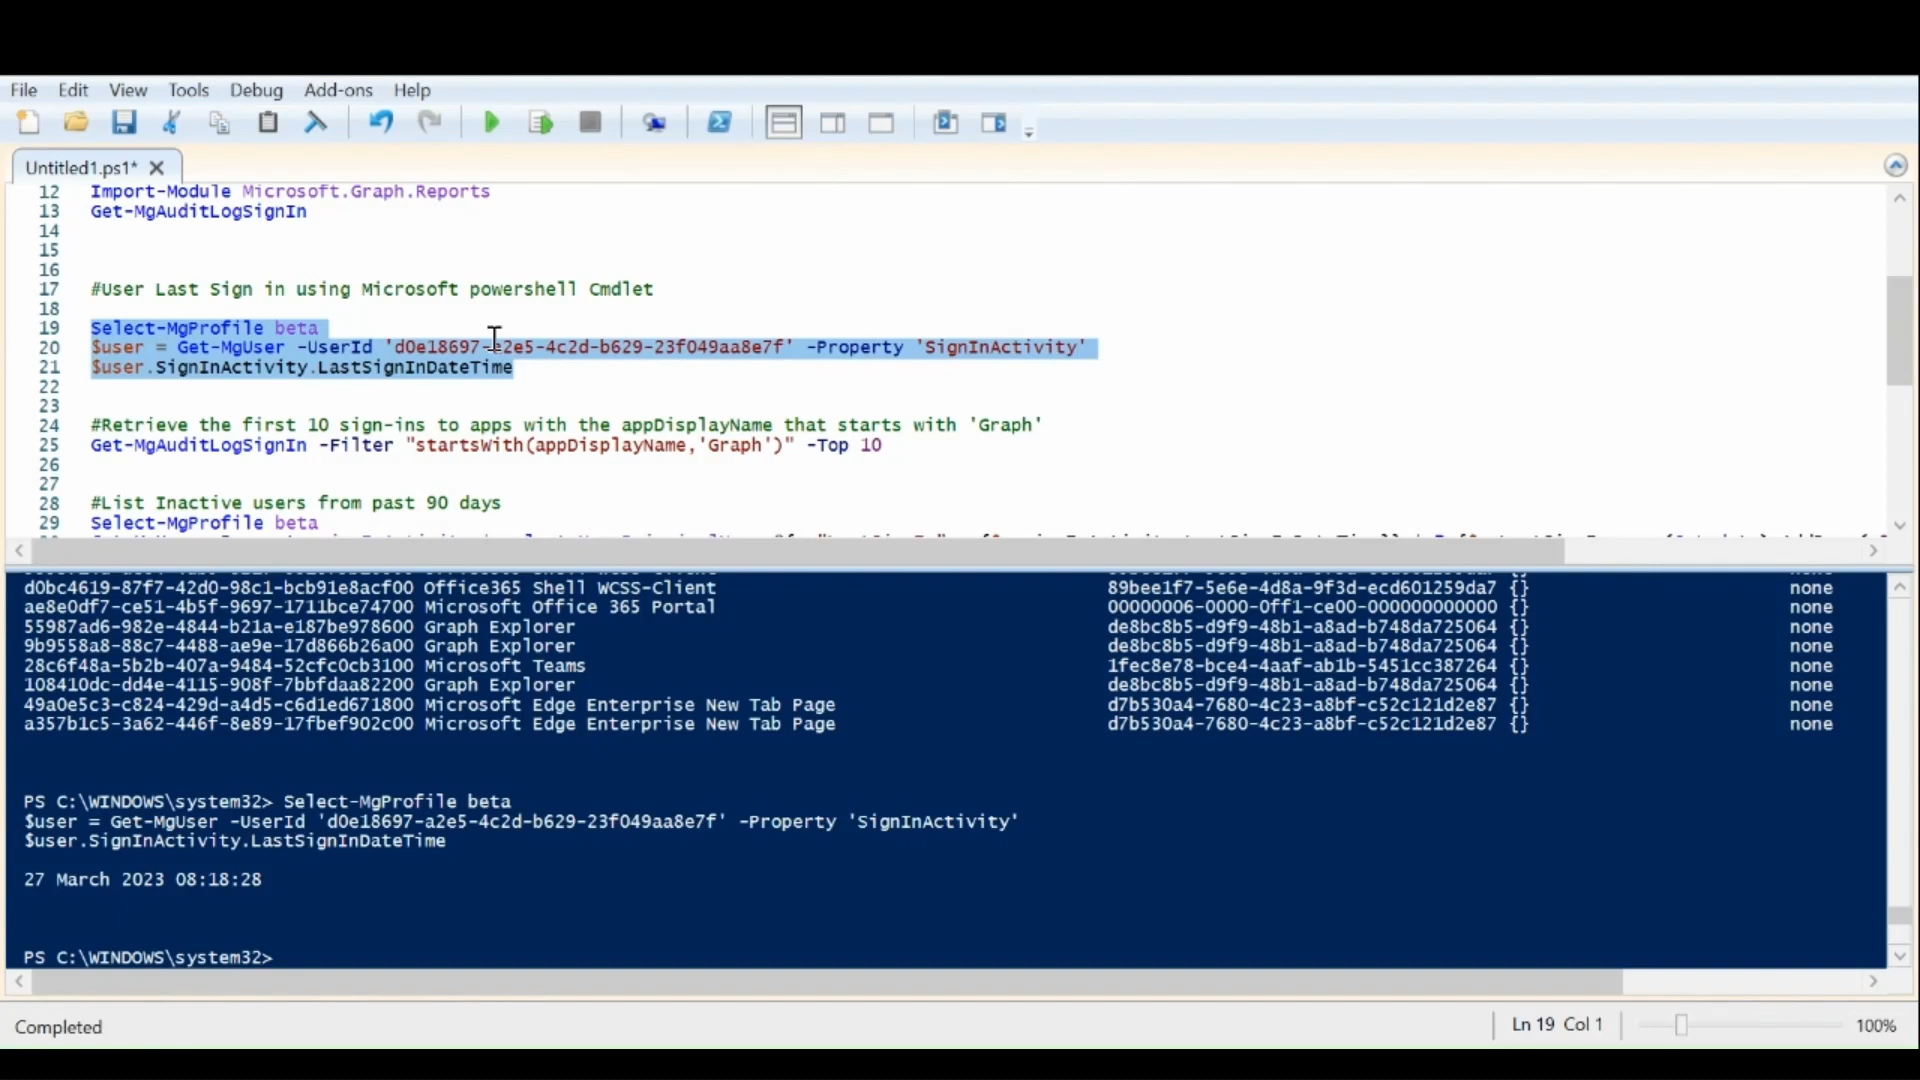 File Edit View Tools Debug Add-ons Help
Untitled1.ps1*
12 Import-Module Microsoft.Graph.Reports
13 Get-MgAuditLogSignIn
14
15
16
17 #User Last Sign in using Microsoft powershell Cmdlet
18
19 Select-MgProfile beta
20 $user = Get-MgUser -UserId 'd0e18697-a2e5-4c2d-b629-23f049aa8e7f' -Property 'SignInActivity'
21 $user.SignInActivity.LastSignInDateTime
22
23
24 #Retrieve the first 10 sign-ins to apps with the appDisplayName that starts with 'Graph'
25 Get-MgAuditLogSignIn -Filter "startsWith(appDisplayName,'Graph')" -Top 10
26
27
28 #List Inactive users from past 90 days
29 Select-MgProfile beta
d0bc4619-87f7-42d0-98c1-bcb91e8acf00 Office365 Shell WCSS-Client 89bee1f7-5e6e-4d8a-9f3d-ecd601259da7 {} none
ae8e0df7-ce51-4b5f-9697-1711bce74700 Microsoft Office 365 Portal 00000006-0000-0ff1-ce00-000000000000 {} none
55987ad6-982e-4844-b21a-e187be978600 Graph Explorer de8bc8b5-d9f9-48b1-a8ad-b748da725064 {} none
9b9558a8-88c7-4488-ae9e-17d866b26a00 Graph Explorer de8bc8b5-d9f9-48b1-a8ad-b748da725064 {} none
28c6f48a-5b2b-407a-9484-52cfc0cb3100 Microsoft Teams 1fec8e78-bce4-4aaf-ab1b-5451cc387264 {} none
108410dc-dd4e-4115-908f-7bbfdaa82200 Graph Explorer de8bc8b5-d9f9-48b1-a8ad-b748da725064 {} none
49a0e5c3-c824-429d-a4d5-c6d1ed671800 Microsoft Edge Enterprise New Tab Page d7b530a4-7680-4c23-a8bf-c52c121d2e87 {} none
a357b1c5-3a62-446f-8e89-17fbef902c00 Microsoft Edge Enterprise New Tab Page d7b530a4-7680-4c23-a8bf-c52c121d2e87 {} none
PS C:\WINDOWS\system32> Select-MgProfile beta
$user = Get-MgUser -UserId 'd0e18697-a2e5-4c2d-b629-23f049aa8e7f' -Property 'SignInActivity'
$user.SignInActivity.LastSignInDateTime
27 March 2023 08:18:28
PS C:\WINDOWS\system32>
Completed Ln 19 Col 1 100%